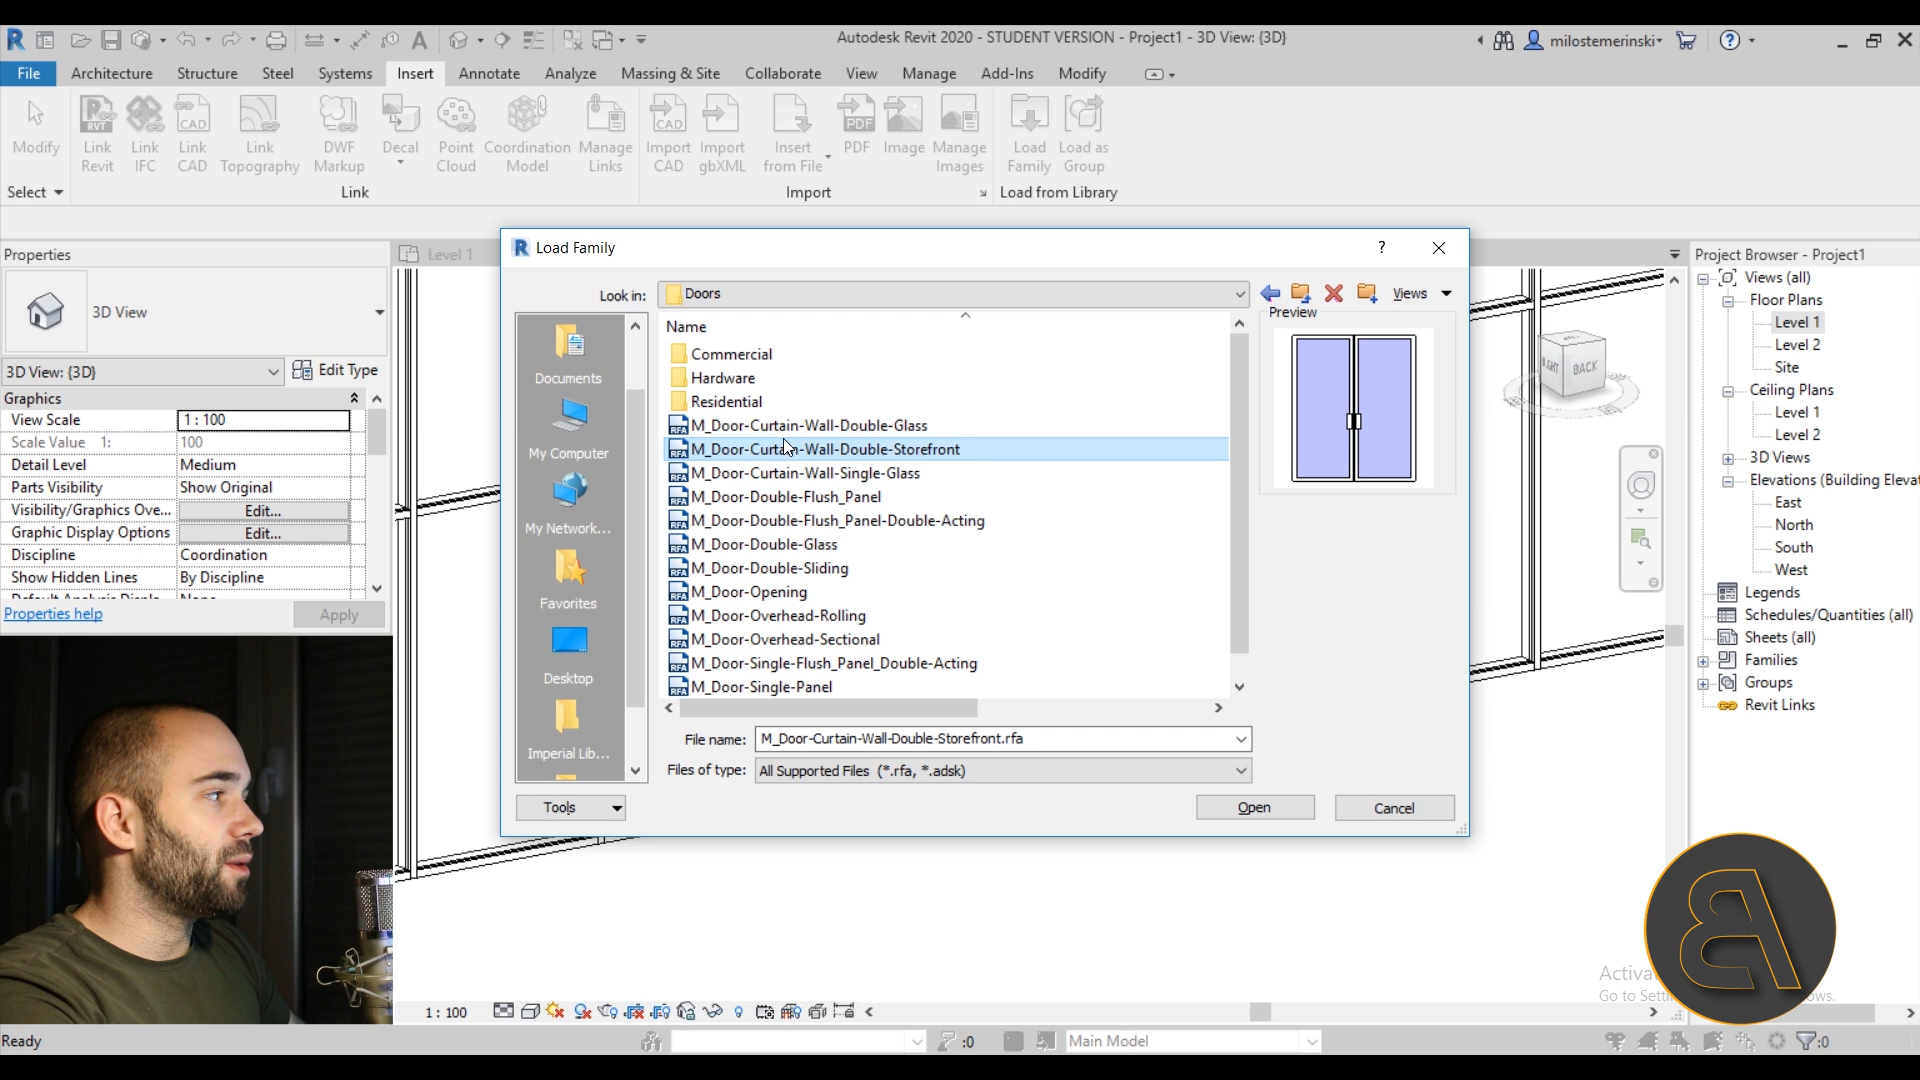 Autodesk Revit 2020 - STUDENT VERSION - Project1 - 3D View: {3D}
milostemerinski
File Architecture Structure Steel Systems Insert Annotate Analyze Massing & Site Collaborate View Manage Add-Ins Modify
Modify
Link Revit
Link IFC
Link CAD
Link Topography
DWF Markup
Decal
Point Cloud
Coordination Model
Manage Links
Import CAD
Import gbXML
Insert from File
PDF
Image
Manage Images
Load Family
Load as Group
Select
Link
Import
Load from Library
Properties
3D View
3D View: {3D}
Edit Type
Graphics
View Scale 1 : 100
Scale Value 1: 100
Detail Level Medium
Parts Visibility Show Original
Visibility/Graphics Ove... Edit...
Graphic Display Options Edit...
Discipline Coordination
Show Hidden Lines By Discipline
Properties help
Apply
Level 1
Load Family
?
Look in: Doors
Views
Documents
My Computer
My Network...
Favorites
Desktop
Imperial Lib...
Name
Commercial
Hardware
Residential
M_Door-Curtain-Wall-Double-Glass
M_Door-Curtain-Wall-Double-Storefront
M_Door-Curtain-Wall-Single-Glass
M_Door-Double-Flush_Panel
M_Door-Double-Flush_Panel-Double-Acting
M_Door-Double-Glass
M_Door-Double-Sliding
M_Door-Opening
M_Door-Overhead-Rolling
M_Door-Overhead-Sectional
M_Door-Single-Flush_Panel_Double-Acting
M_Door-Single-Panel
Preview
File name: M_Door-Curtain-Wall-Double-Storefront.rfa
Files of type: All Supported Files (*.rfa, *.adsk)
Tools
Open
Cancel
BACK
Project Browser - Project1
Views (all)
Floor Plans
Level 1
Level 2
Site
Ceiling Plans
Level 1
Level 2
3D Views
Elevations (Building Elevat
East
North
South
West
Legends
Schedules/Quantities (all)
Sheets (all)
Families
Groups
Revit Links
Activa
Go to Setti
ows.
1 : 100
Ready
:0
Main Model
:0